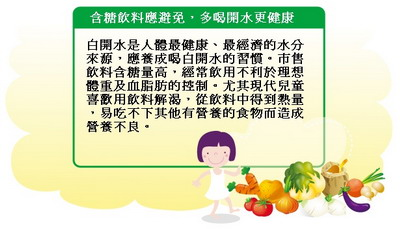 含糖飲料應避免，多喝開水更健康
白開水是人體最健康、最經濟的水分
來源，應養成喝白開水的習慣。市售
飲料含糖量高，經常飲用不利於理想
體重及血脂肪的控制。尤其現代兒童
喜歡用飲料解渴，從飲料中得到熱量
，易吃不下其他有營養的食物而造成
營養不良。